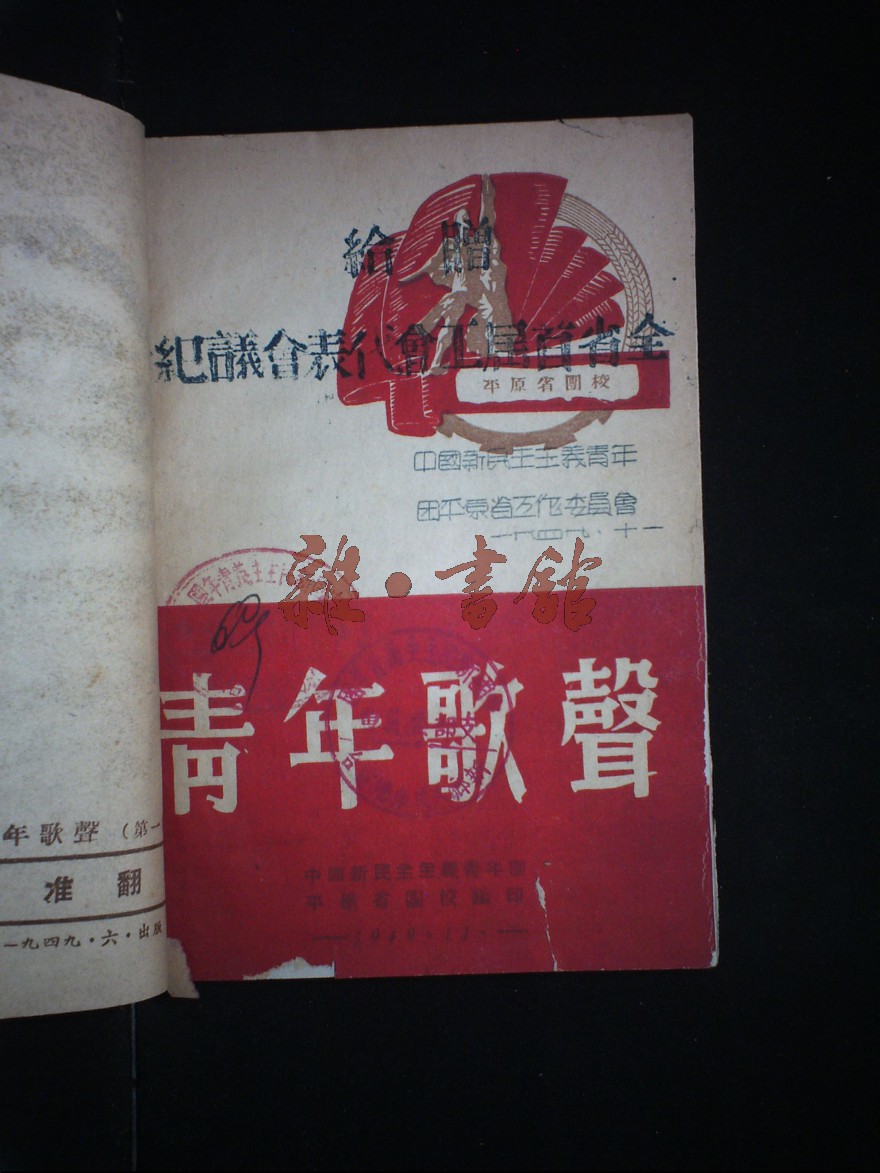 贈給
全省首屆工會代表會議紀
平原省團校
中國新民主主義青年
团平原省工作委員會
一九四九．十一
雜·書館
青年歌聲
中國新民主主義青年團
平原省團校編印
—1949.11.—
年歌聲（第一
准翻
一九四九·六·出版